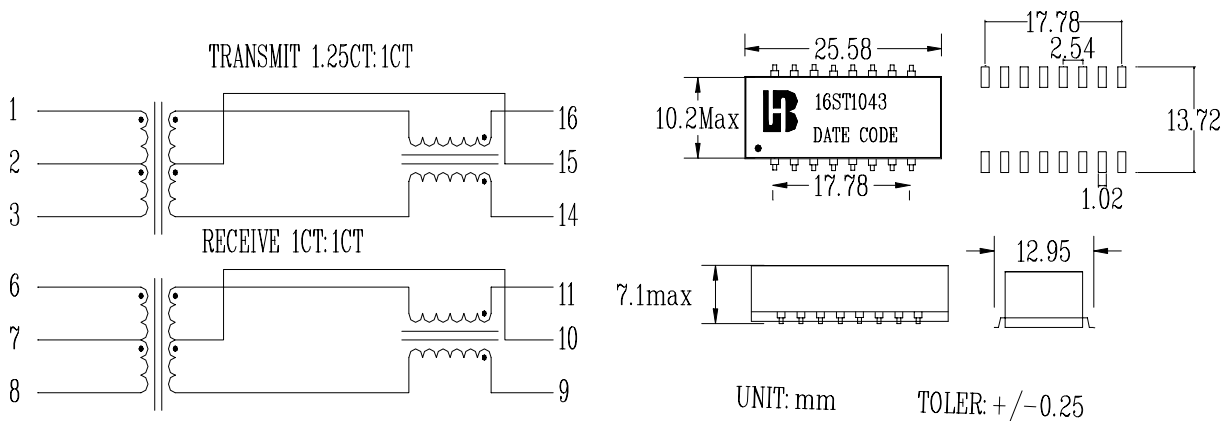 TRANSMIT 1.25CT:1CT
1
2
3
16
15
14
RECEIVE 1CT:1CT
6
7
8
11
10
9
25.58
10.2Max
16ST1043
DATE CODE
17.78
17.78
2.54
13.72
1.02
7.1max
12.95
UNIT: mm
TOLER: +/-0.25